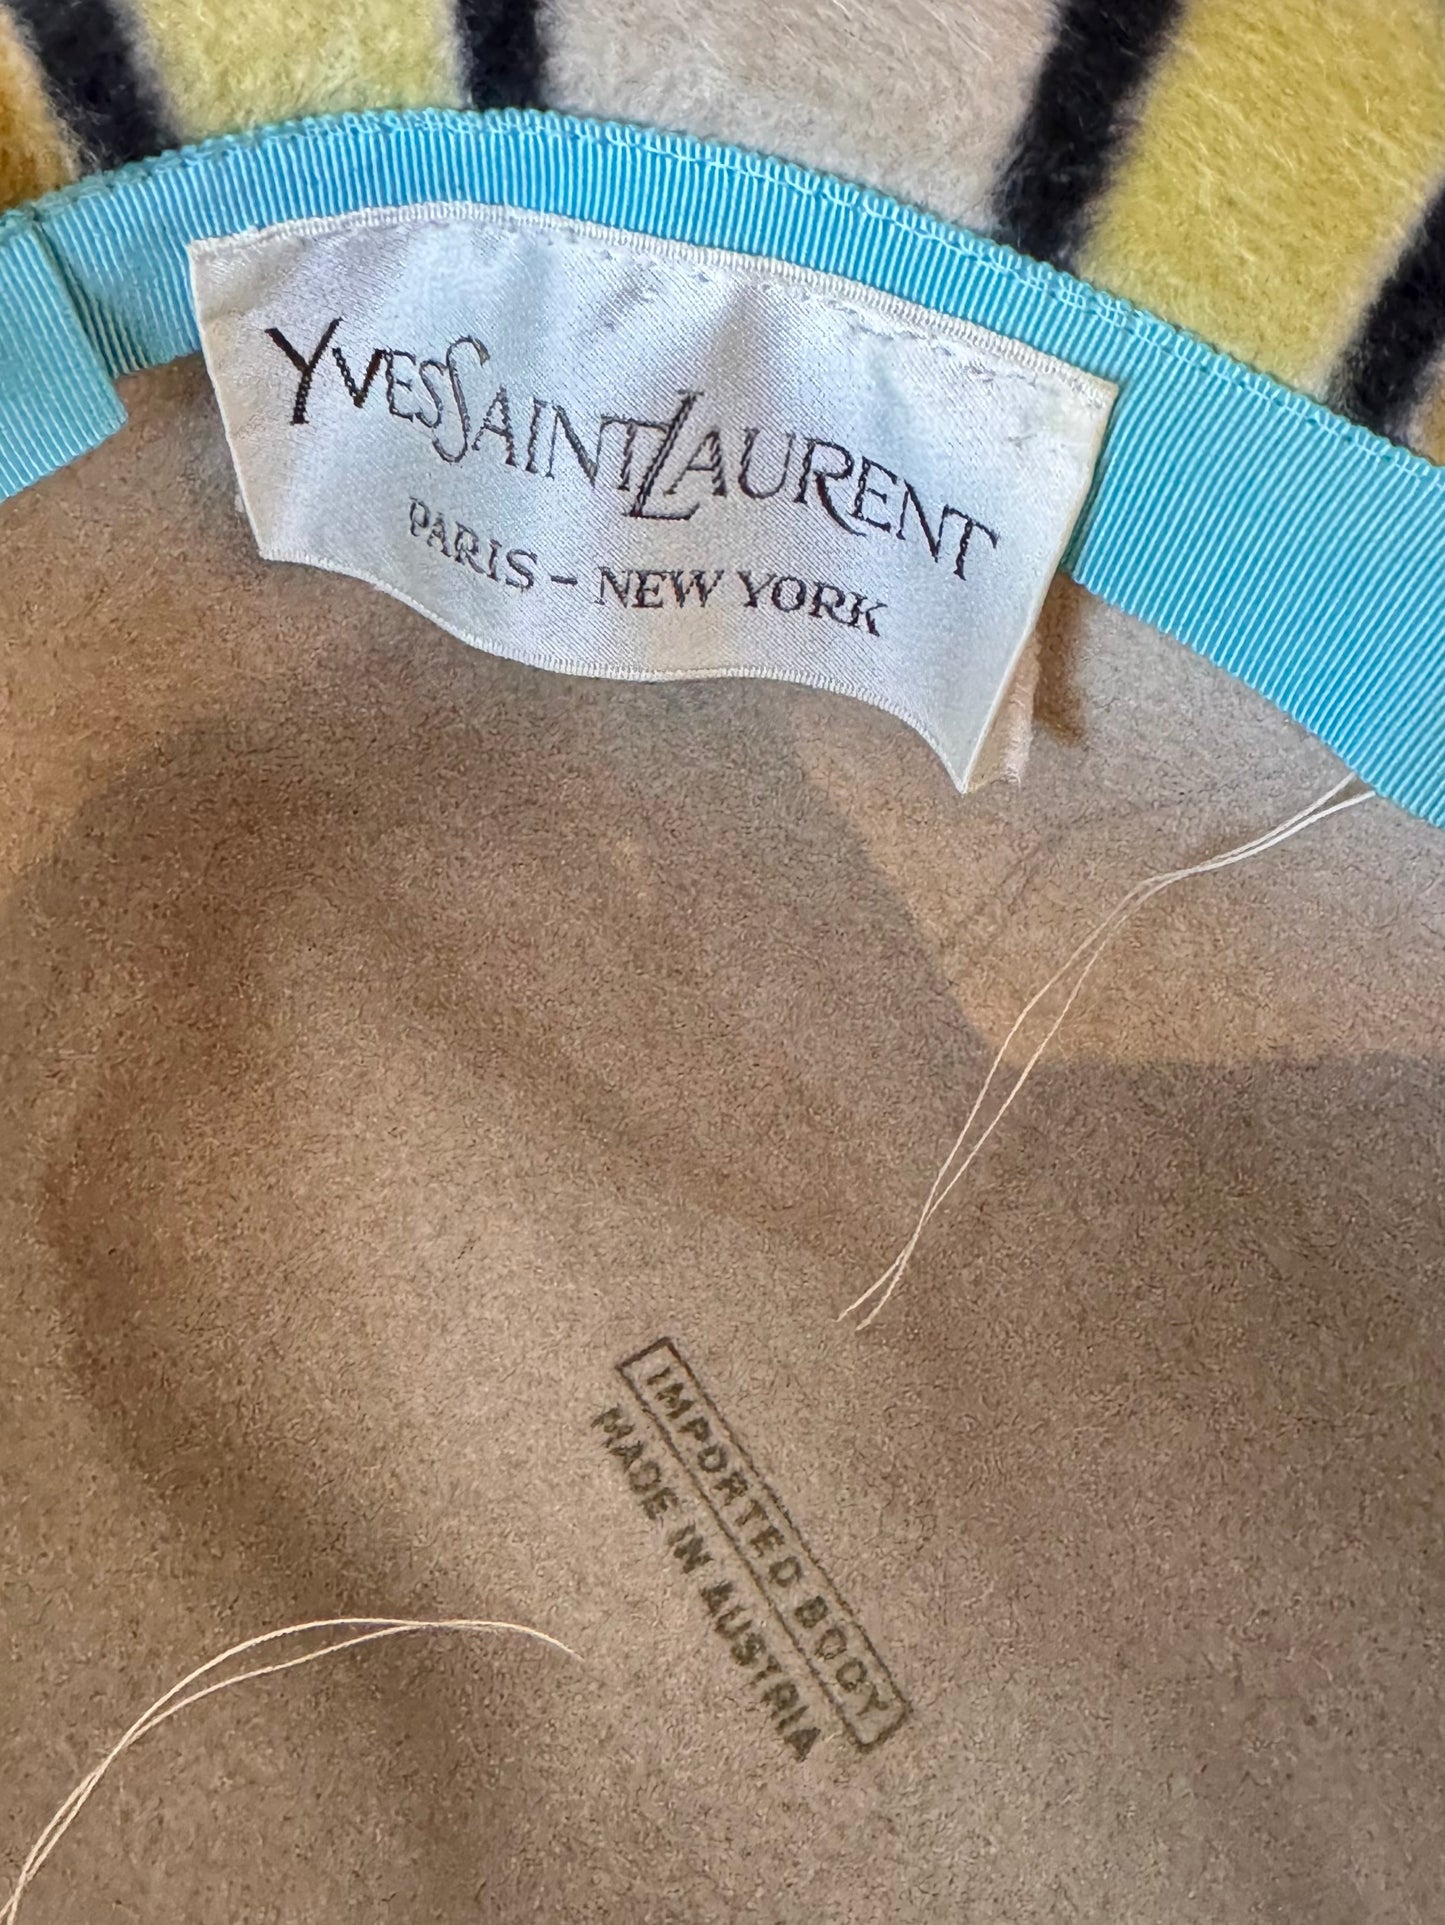 YVES SAINT LAURENT
PARIS – NEW YORK
IMPORTED BODY
MADE IN AUSTRIA